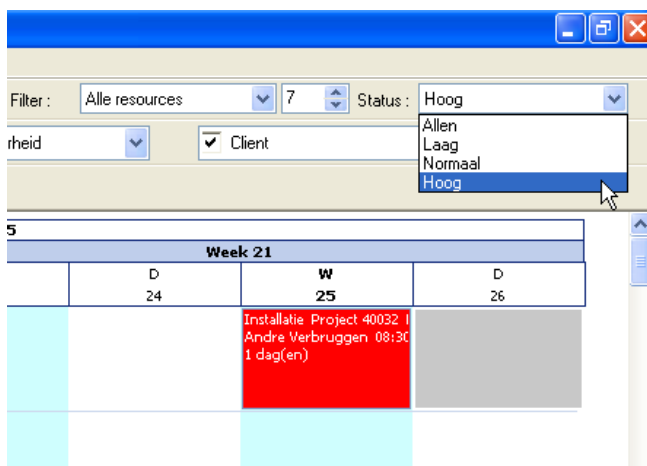 Filter : Alle resources 7 Status : Hoog
Allen
Laag
Normaal
Hoog
rheid Client
5
Week 21
D W D
24 25 26
Installatie Project 40032
Andre Verbruggen 08:30
1 dag(en)